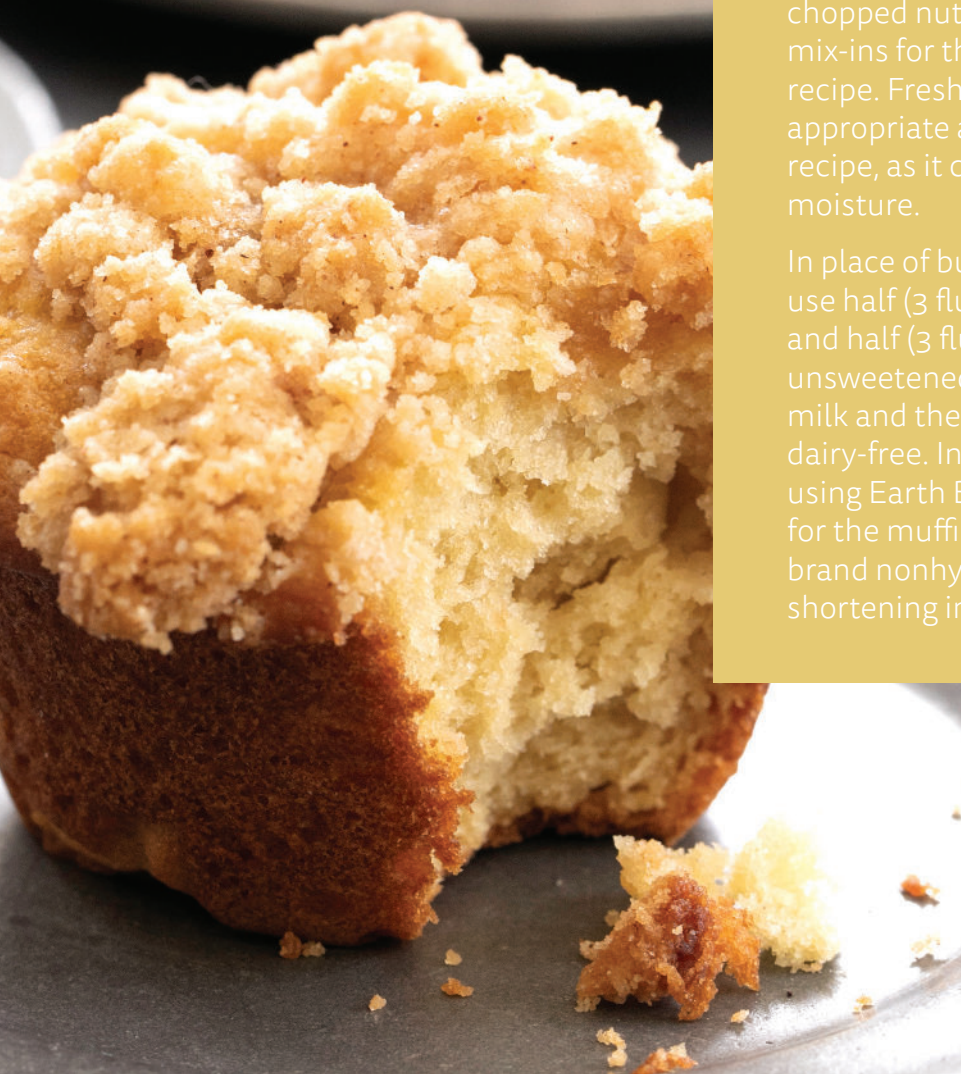 chopped nut
mix-ins for th
recipe. Fresh
appropriate a
recipe, as it c
moisture.
In place of bu
use half (3 flu
and half (3 fl
unsweetened
milk and the
dairy-free. In
using Earth B
for the muffi
brand nonhy
shortening in